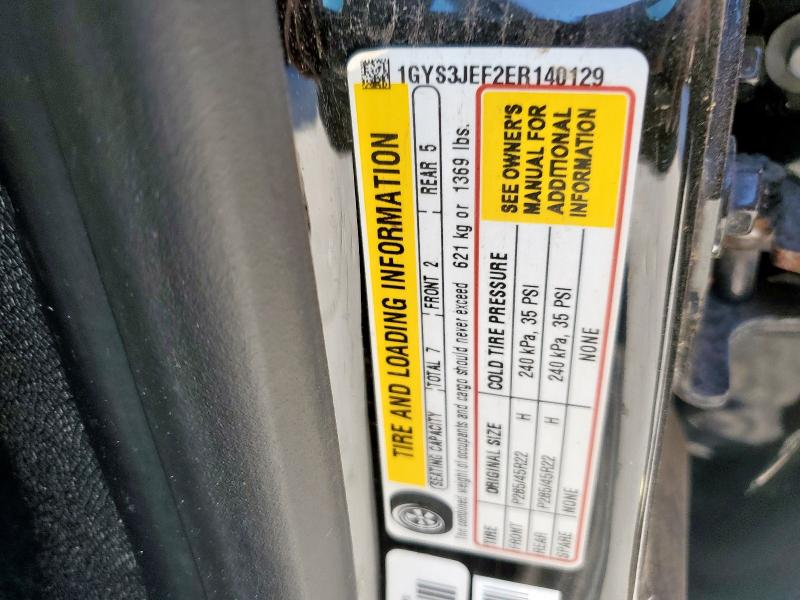 1GYS3JEF2ER140129
TIRE AND LOADING INFORMATION
SEATING CAPACITY TOTAL 7 FRONT 2 REAR 5
The combined weight of occupants and cargo should never exceed 621 kg or 1369 lbs.
TIRE ORIGINAL SIZE COLD TIRE PRESSURE
FRONT P285/45R22 H 240 kPa, 35 PSI
REAR P285/45R22 H 240 kPa, 35 PSI
SPARE NONE NONE
SEE OWNER'S
MANUAL FOR
ADDITIONAL
INFORMATION